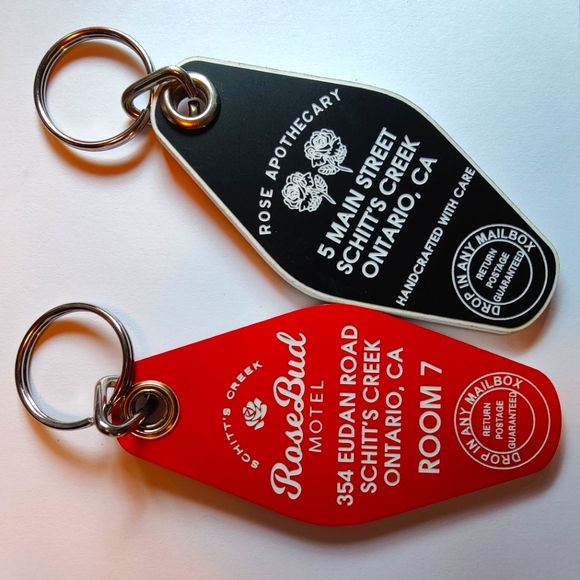 ROSE APOTHECARY
5 MAIN STREET
SCHITT'S CREEK
ONTARIO, CA
HANDCRAFTED WITH CARE
DROP IN ANY MAILBOX
RETURN
POSTAGE
GUARANTEED
SCHITT'S CREEK
RoseBud
MOTEL
354 EUDAN ROAD
SCHITT'S CREEK
ONTARIO, CA
ROOM 7
DROP IN ANY MAILBOX
RETURN
POSTAGE
GUARANTEED